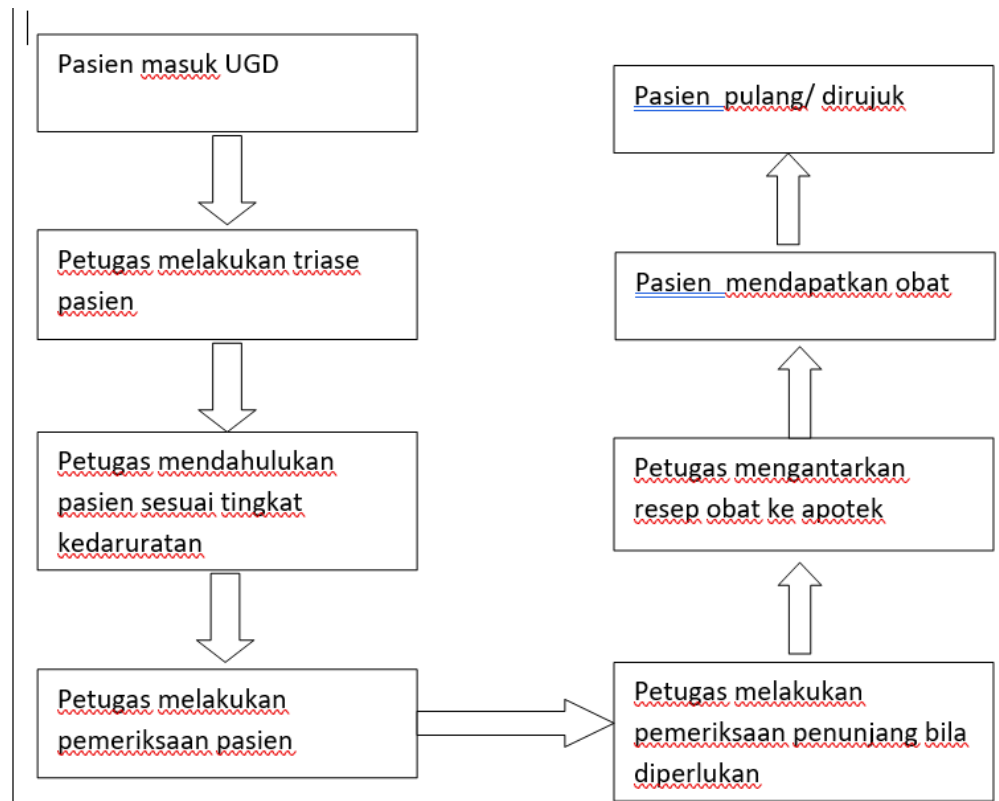 Pasien masuk UGD
Petugas melakukan triase
pasien
Petugas mendahulukan
pasien sesuai tingkat
kedaruratan
Petugas melakukan
pemeriksaan pasien
Petugas melakukan
pemeriksaan penunjang bila
diperlukan
Petugas mengantarkan
resep obat ke apotek
Pasien  mendapatkan obat
Pasien  pulang/ dirujuk